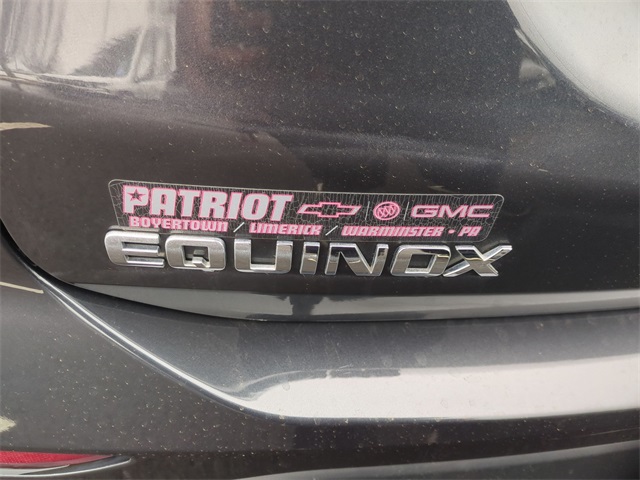 PATRIOT GMC
BOYERTOWN / LIMERICK / WARMINSTER • PA
EQUINOX